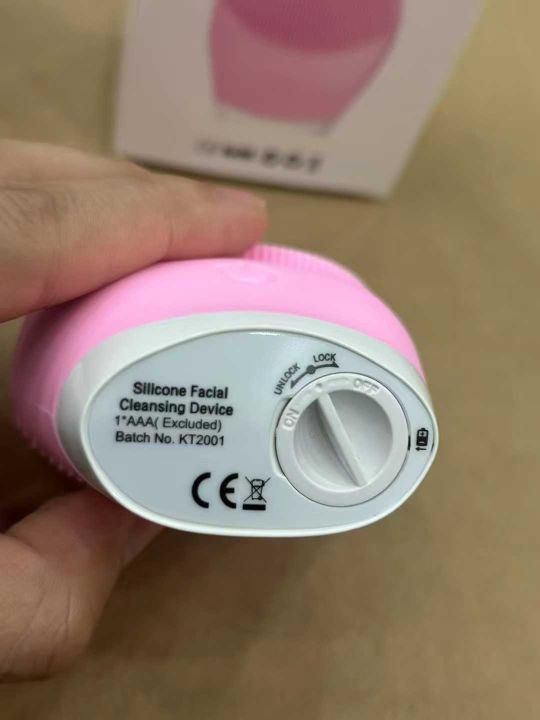 Silicone Facial
Cleansing Device
1*AAA( Excluded)
Batch No. KT2001
CE
UNLOCK
LOCK
ON
OFF